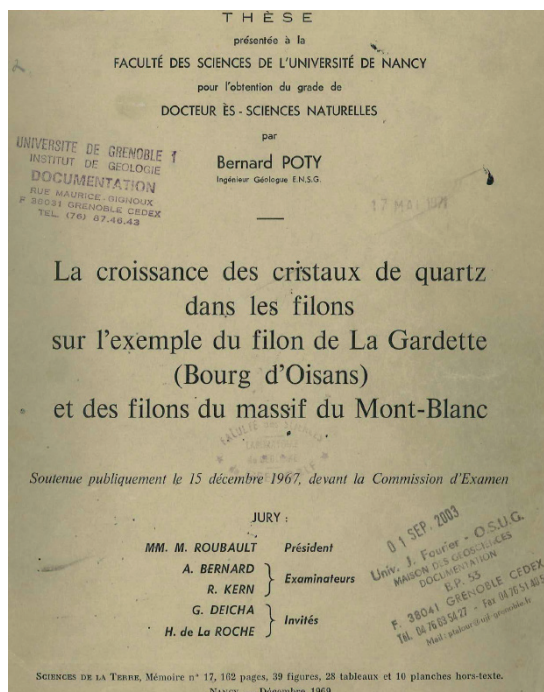 THÈSE
présentée à la
FACULTÉ DES SCIENCES DE L'UNIVERSITÉ DE NANCY
pour l'obtention du grade de
DOCTEUR ÈS - SCIENCES NATURELLES
par
Bernard POTY
Ingénieur Géologue E.N.S.G.
UNIVERSITE DE GRENOBLE 1
INSTITUT DE GEOLOGIE
DOCUMENTATION
RUE MAURICE-GIGNOUX
F 38031 GRENOBLE CEDEX
TEL. (76) 87.46.43
17 MAI 1971
La croissance des cristaux de quartz
dans les filons
sur l'exemple du filon de La Gardette
(Bourg d'Oisans)
et des filons du massif du Mont-Blanc
Soutenue publiquement le 15 décembre 1967, devant la Commission d'Examen
JURY :
MM. M. ROUBAULT Président
A. BERNARD
R. KERN
Examinateurs
G. DEICHA
H. de La ROCHE
Invités
01 SEP. 2003
Univ. J. Fourier - O.S.U.G.
MAISON DES GEOSCIENCES
DOCUMENTATION
B.P. 53
F. 38041 GRENOBLE CEDEX
SCIENCES DE LA TERRE, Mémoire n° 17, 162 pages, 39 figures, 28 tableaux et 10 planches hors-texte.
NANCY Décembre 1969